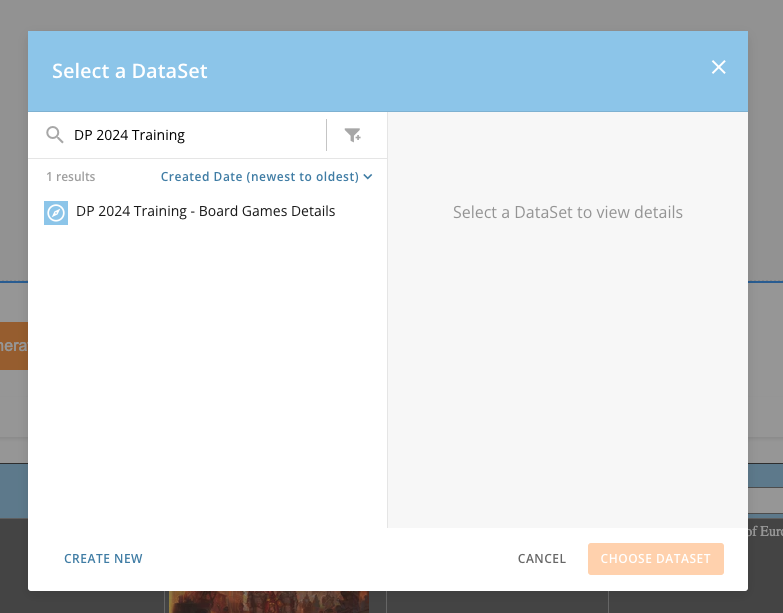 Select a DataSet
DP 2024 Training
1 results
Created Date (newest to oldest)
DP 2024 Training - Board Games Details
Select a DataSet to view details
nera
of Euro
CREATE NEW
CANCEL
CHOOSE DATASET